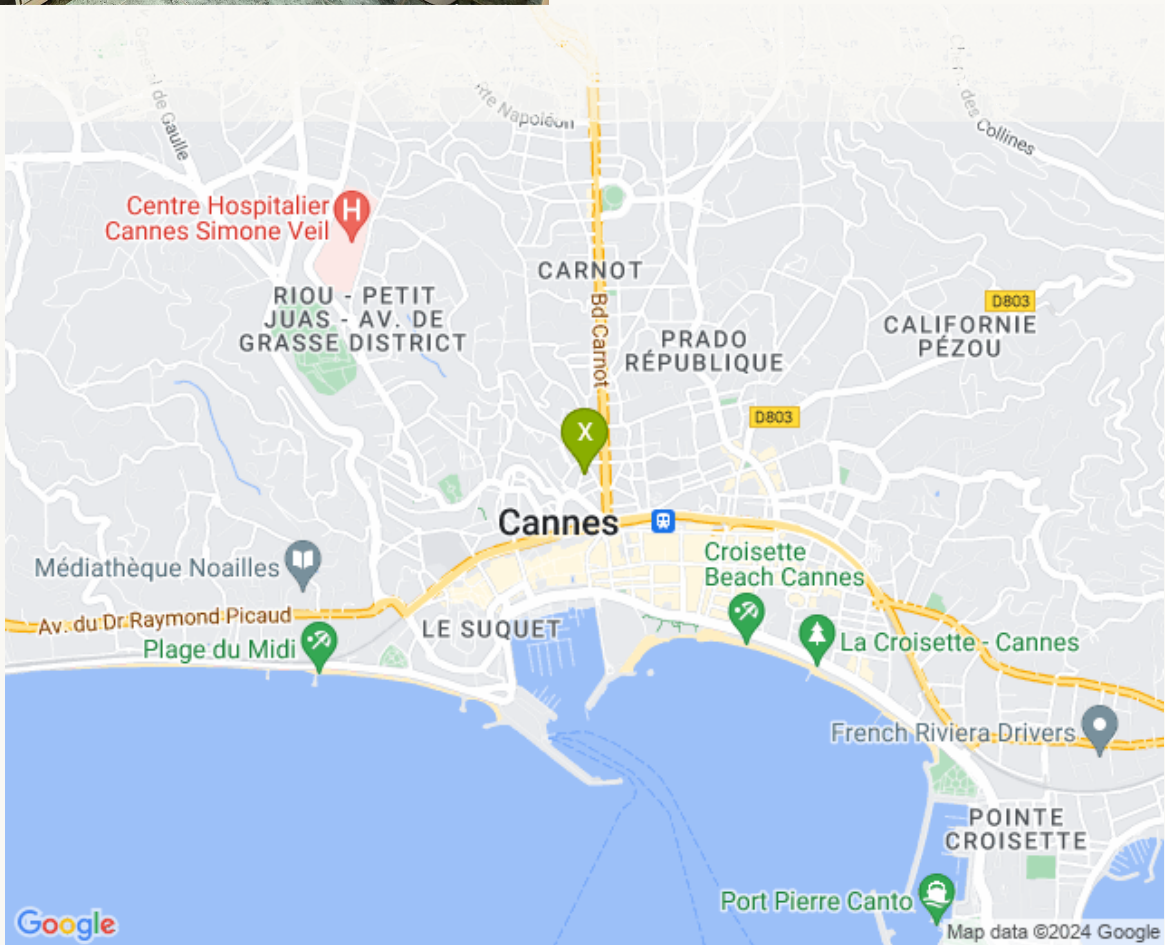 Général de Gaulle
Rte Napoléon
des Collines
Centre Hospitalier
Cannes Simone Veil
H
CARNOT
RIOU - PETIT
JUAS - AV. DE
GRASSE DISTRICT
Bd Carnot
PRADO
RÉPUBLIQUE
D803
CALIFORNIE
PÉZOU
D803
X
Cannes
Médiathèque Noailles
Croisette
Beach Cannes
Av. du Dr Raymond Picaud
LE SUQUET
Plage du Midi
La Croisette - Cannes
French Riviera Drivers
POINTE
CROISETTE
Port Pierre Canto
Google
Map data ©2024 Google